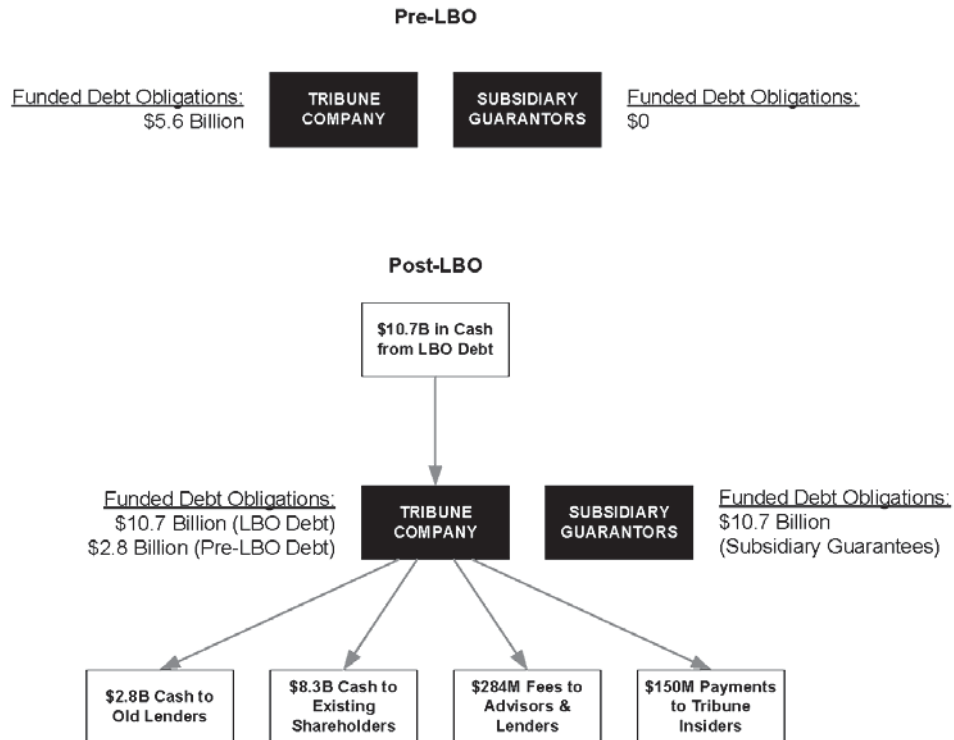 Pre-LBO
Funded Debt Obligations:
$5.6 Billion
TRIBUNE
COMPANY
SUBSIDIARY
GUARANTORS
Funded Debt Obligations:
$0
Post-LBO
$10.7B in Cash
from LBO Debt
Funded Debt Obligations:
$10.7 Billion (LBO Debt)
$2.8 Billion (Pre-LBO Debt)
TRIBUNE
COMPANY
SUBSIDIARY
GUARANTORS
Funded Debt Obligations:
$10.7 Billion
(Subsidiary Guarantees)
$2.8B Cash to
Old Lenders
$8.3B Cash to
Existing
Shareholders
$284M Fees to
Advisors &
Lenders
$150M Payments
to Tribune
Insiders